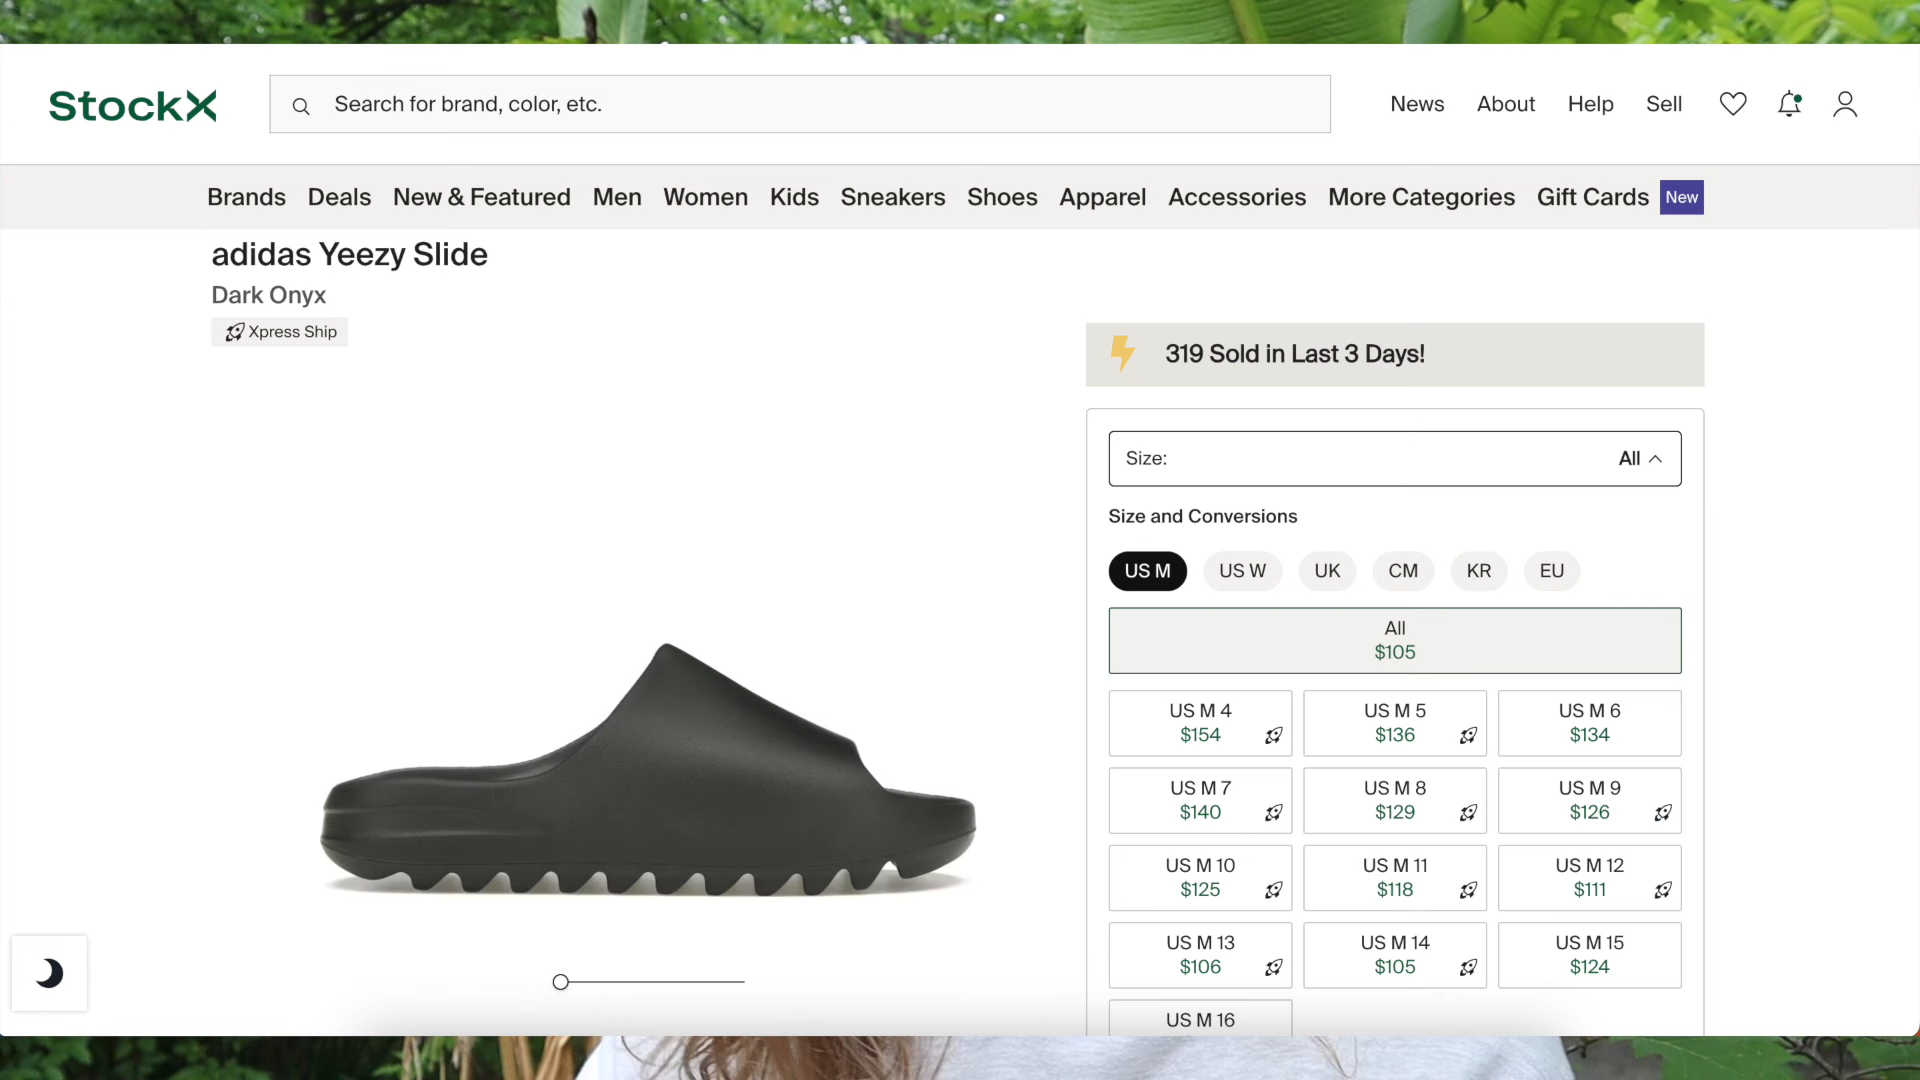 StockX
Search for brand, color, etc.
News About Help Sell
Brands Deals New & Featured Men Women Kids Sneakers Shoes Apparel Accessories More Categories Gift Cards New
adidas Yeezy Slide
Dark Onyx
Xpress Ship
319 Sold in Last 3 Days!
Size: All
Size and Conversions
US M US W UK CM KR EU
All
$105
US M 4 US M 5 US M 6
$154 $136 $134
US M 7 US M 8 US M 9
$140 $129 $126
US M 10 US M 11 US M 12
$125 $118 $111
US M 13 US M 14 US M 15
$106 $105 $124
US M 16